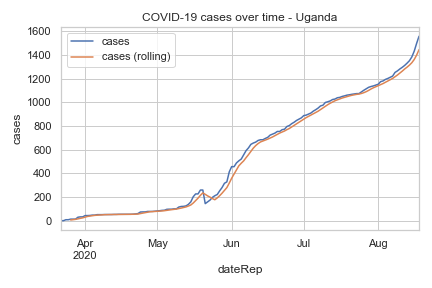 COVID-19 cases over time - Uganda
cases
cases (rolling)
1600
1400
1200
1000
800
600
400
200
0
cases
Apr
2020
May
Jun
Jul
Aug
dateRep